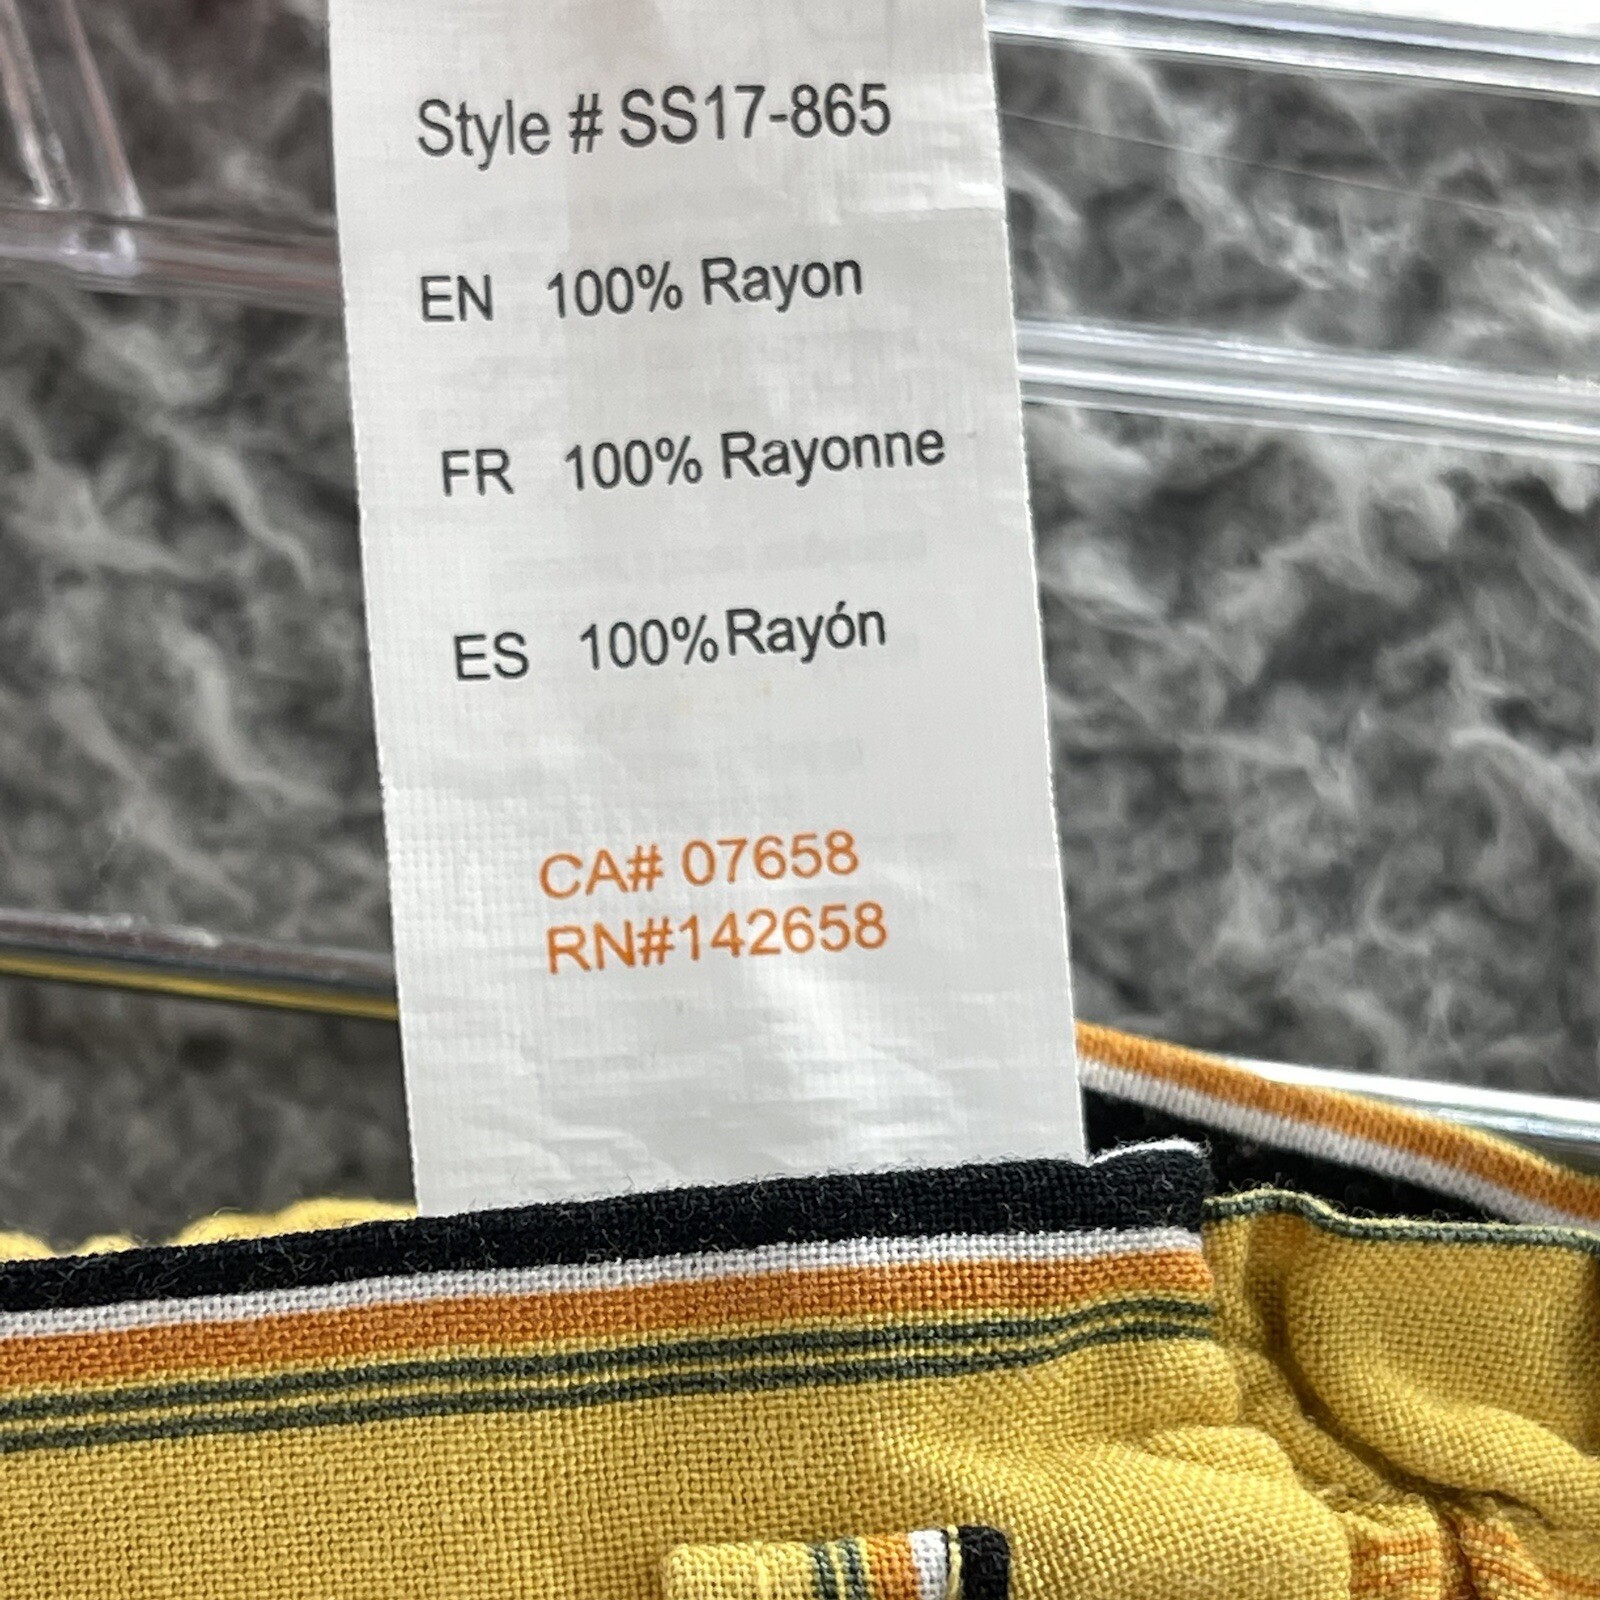 Style # SS17-865
EN 100% Rayon
FR 100% Rayonne
ES 100% Rayón
CA# 07658
RN#142658